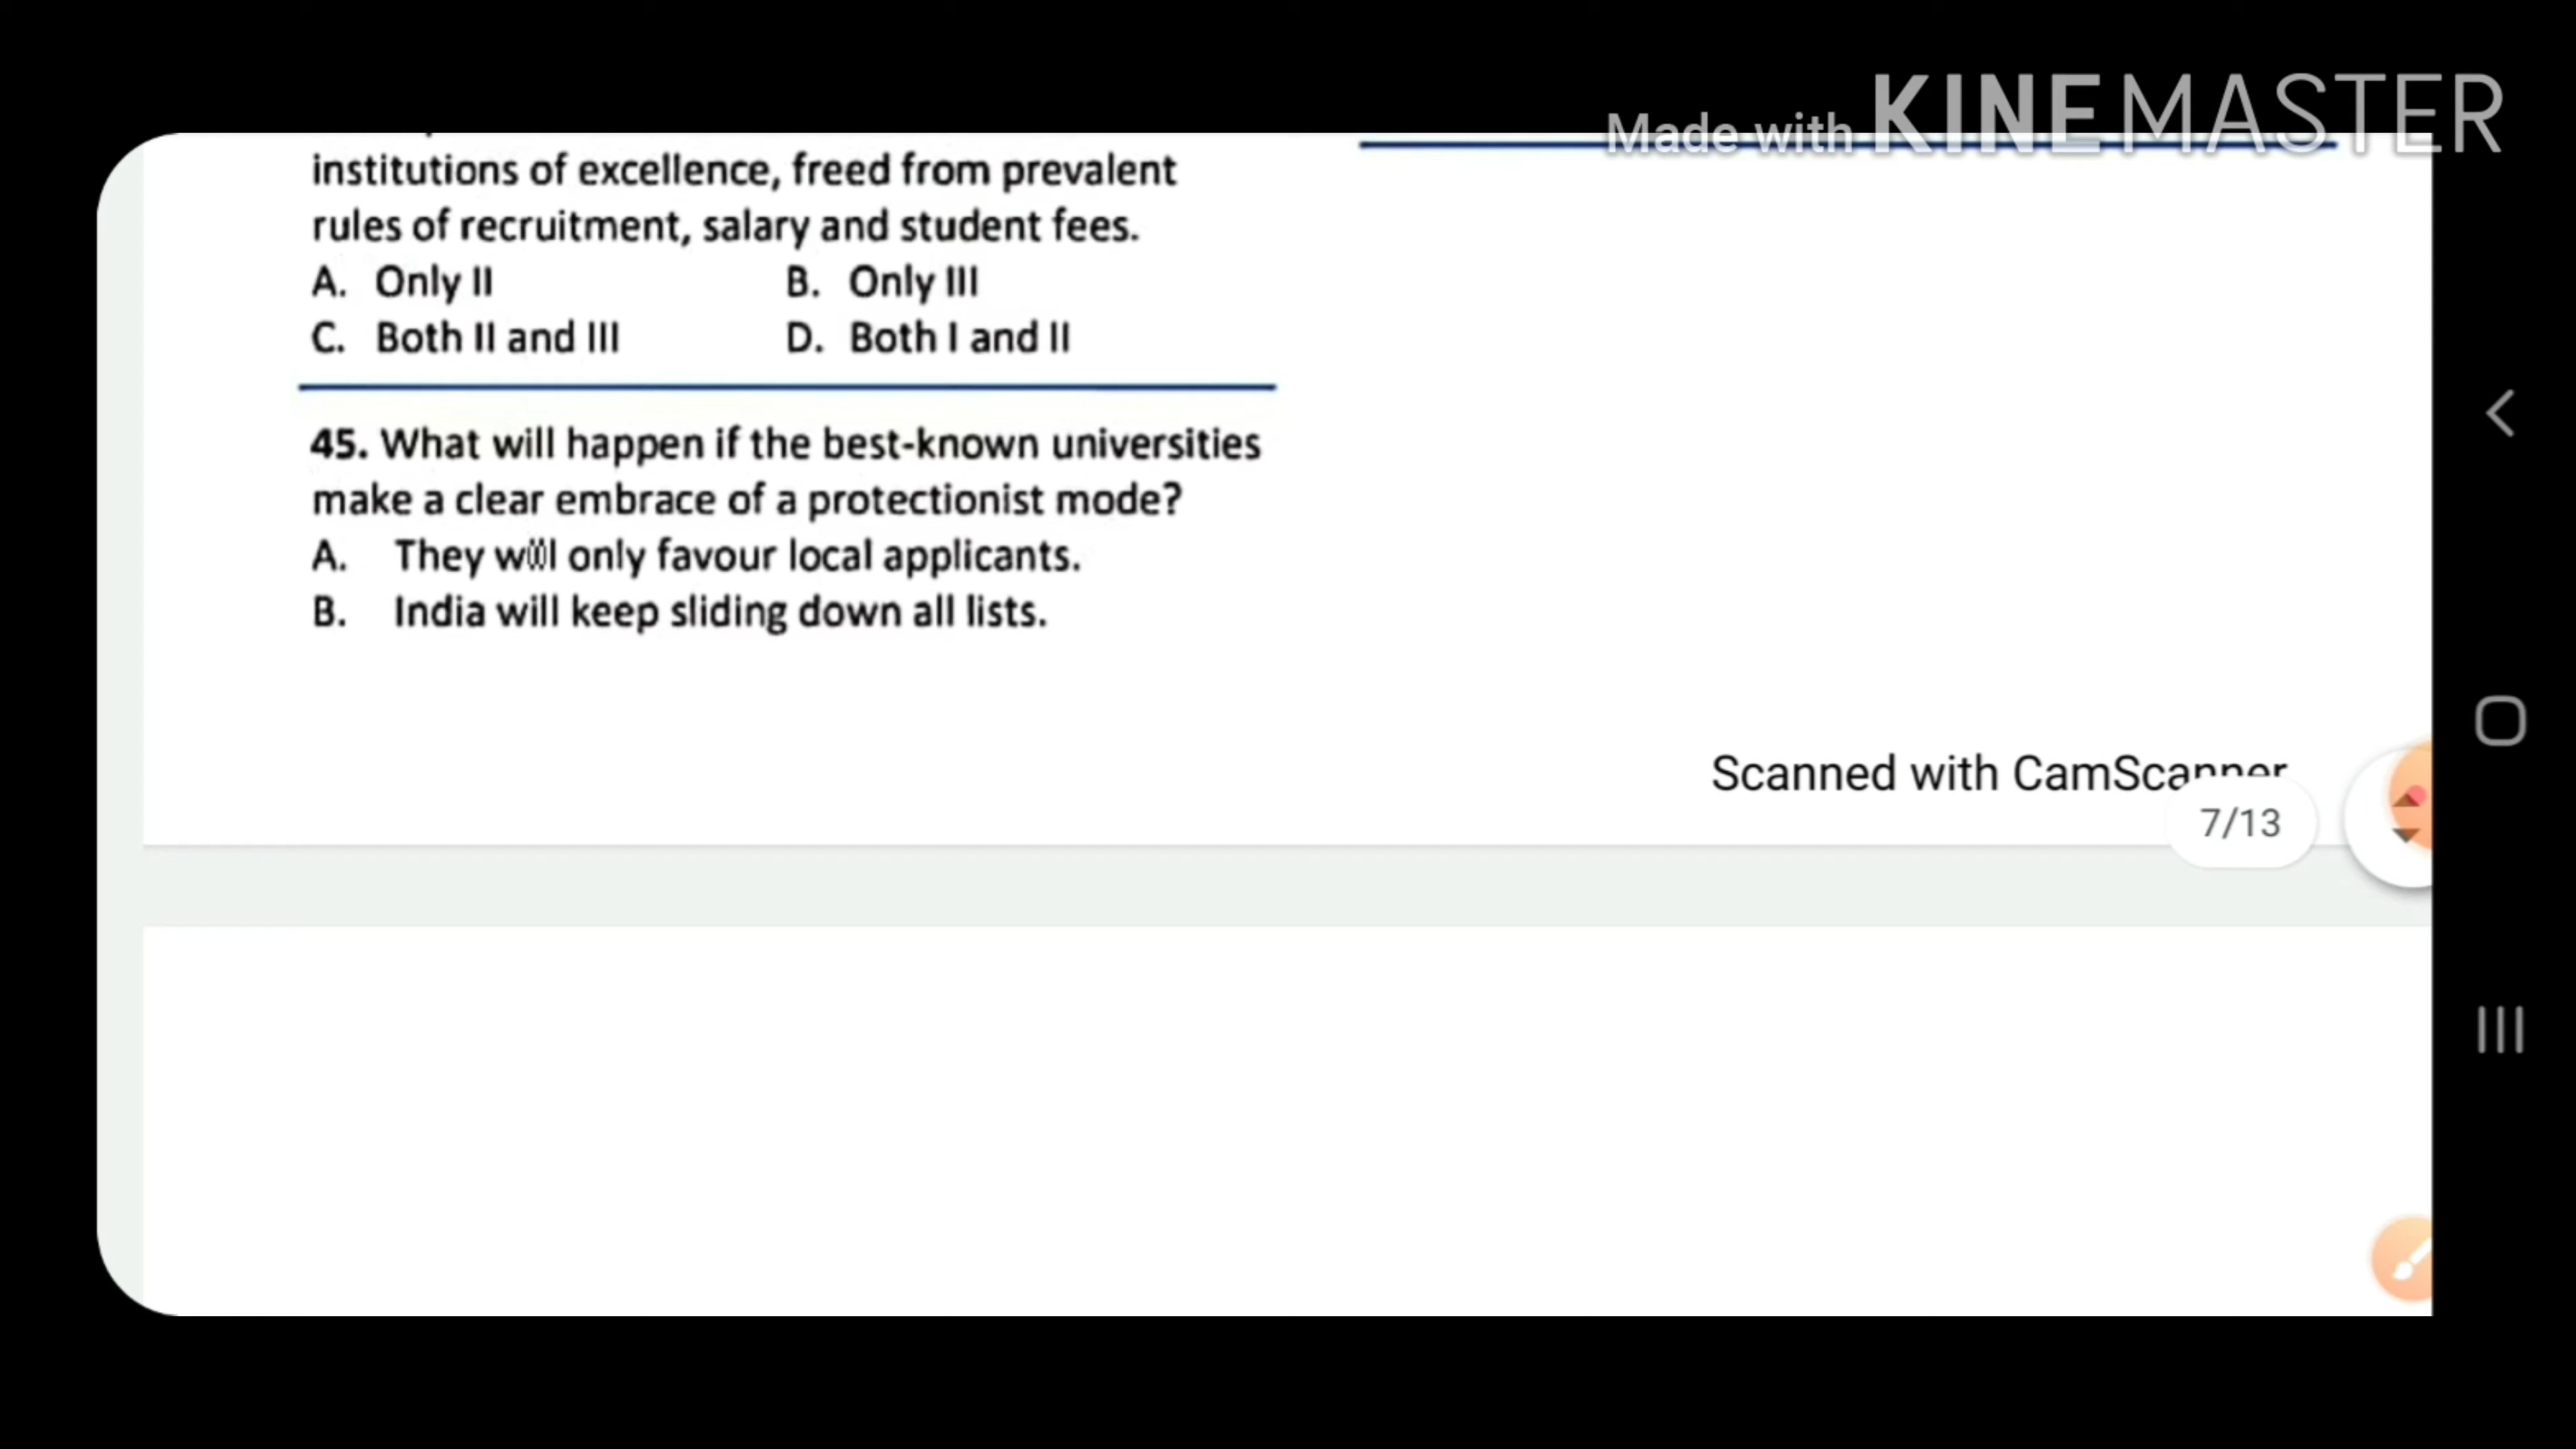 Made with KINEMASTER
institutions of excellence, freed from prevalent
rules of recruitment, salary and student fees.
A. Only II B. Only III
C. Both II and III D. Both I and II
45. What will happen if the best-known universities
make a clear embrace of a protectionist mode?
A. They will only favour local applicants.
B. India will keep sliding down all lists.
Scanned with CamScanner
7/13